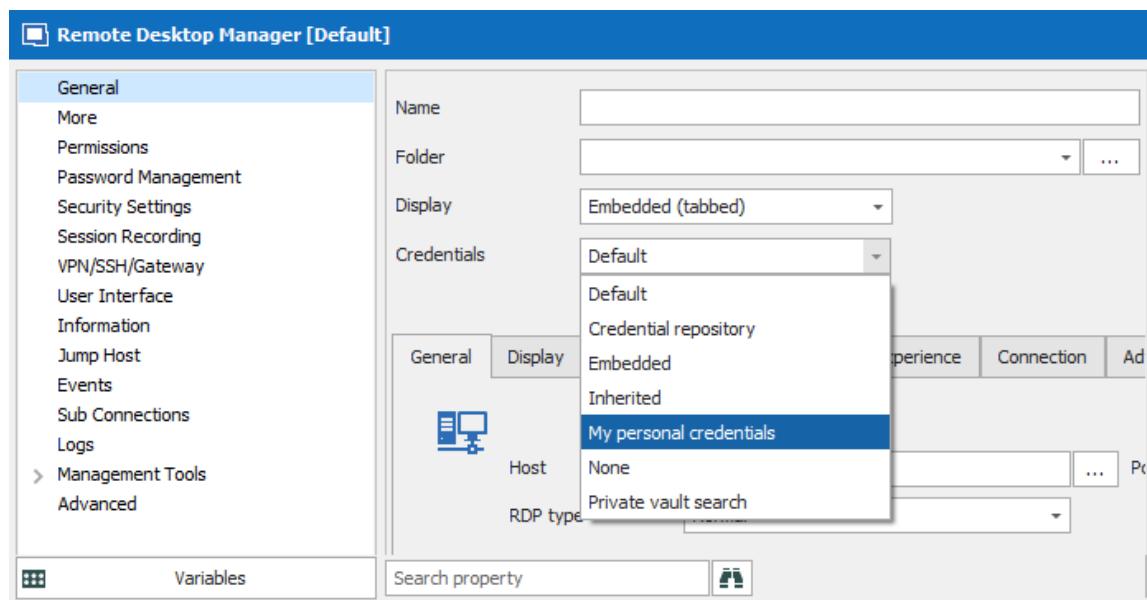 Remote Desktop Manager [Default]
General
More
Permissions
Password Management
Security Settings
Session Recording
VPN/SSH/Gateway
User Interface
Information
Jump Host
Events
Sub Connections
Logs
Management Tools
Advanced
Variables
Name
Folder
...
Display
Embedded (tabbed)
Credentials
Default
Default
Credential repository
Embedded
Inherited
My personal credentials
None
Private vault search
General
Display
perience
Connection
Ad
Host
...
RDP type
Search property